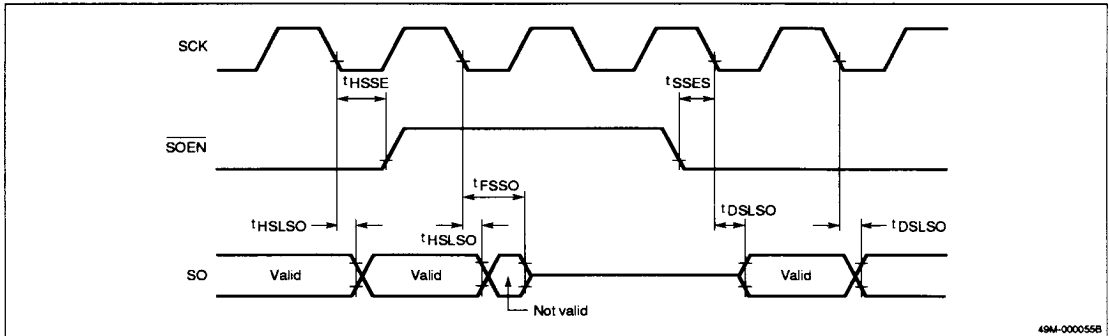 SCK
tHSSE
tSSES
SOEN
tFSSO
tHSLSO
tHSLSO
tDSLSO
tDSLSO
SO
Valid
Valid
Valid
Not valid
49M-000055B